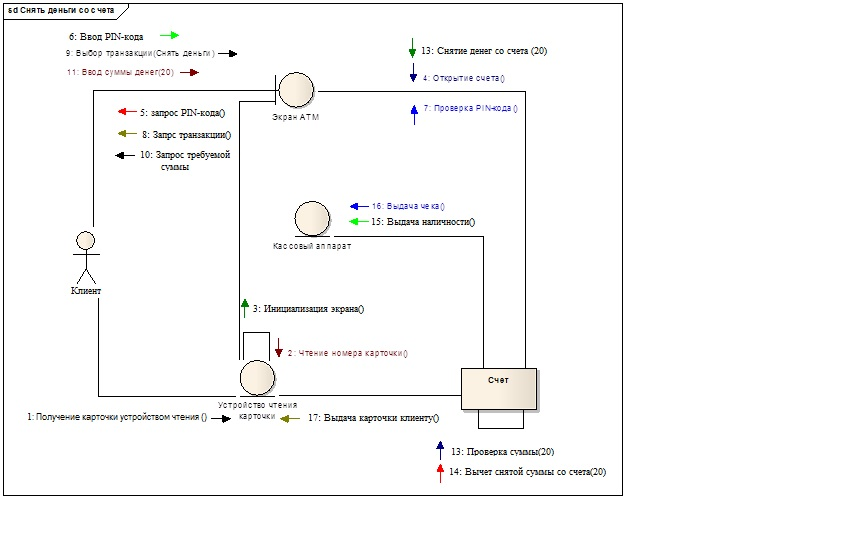 sd Снять деньги со счета
6: Ввод PIN-кода
9: Выбор транзакции(Снять деньги)
11: Ввод суммы денег(20)
13: Снятие денег со счета (20)
4: Открытие счета()
7: Проверка PIN-кода ()
Экран ATM
5: запрос PIN-кода()
8: Запрс транзакции()
10: Запрос требуемой
суммы
16: Выдача чека()
15: Выдача наличности()
Кассовый аппарат
Клиент
3: Инициализация экрана()
2: Чтение номера карточки()
Счет
Устройство чтения
карточки
1: Получение карточки устройством чтения ()
17: Выдача карточки клиенту()
13: Проверка суммы(20)
14: Вычет снятой суммы со счета(20)